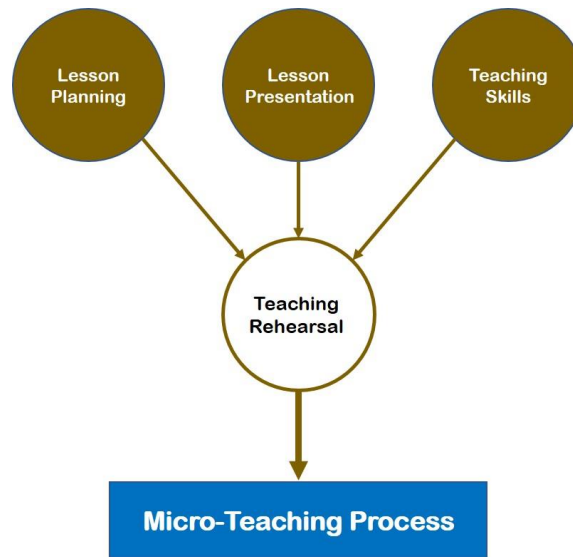 Lesson
Planning
Lesson
Presentation
Teaching
Skills
Teaching
Rehearsal
Micro-Teaching Process